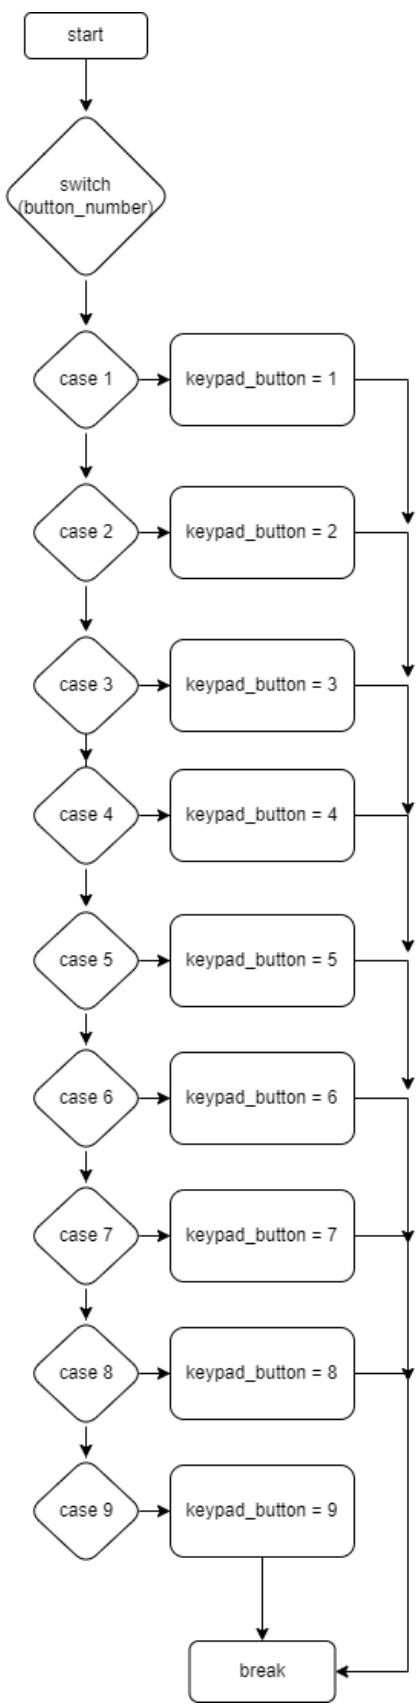 start
switch
(button_number)
case 1
keypad_button = 1
case 2
keypad_button = 2
case 3
keypad_button = 3
case 4
keypad_button = 4
case 5
keypad_button = 5
case 6
keypad_button = 6
case 7
keypad_button = 7
case 8
keypad_button = 8
case 9
keypad_button = 9
break